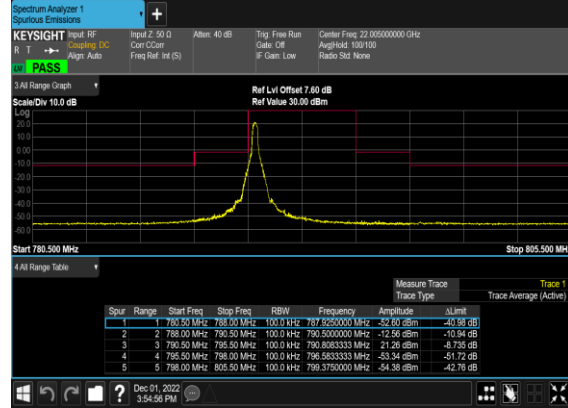 Spectrum Analyzer 1
Spurious Emissions
+
KEYSIGHT Input: RF Input Z: 50 Ω Atten: 40 dB Trig: Free Run Center Freq: 22.005000000 GHz
R T Coupling: DC Corr CCorr Gate: Off Avg|Hold: 100/100
Align: Auto Freq Ref: Int (S) IF Gain: Low Radio Std: None
PASS
3 All Range Graph
Ref Lvl Offset 7.60 dB
Scale/Div 10.0 dB Ref Value 30.00 dBm
Log
20.0
10.0
0.00
-10.0
-20.0
-30.0
-40.0
-50.0
-60.0
Start 780.500 MHz Stop 805.500 MHz
4 All Range Table
Measure Trace Trace 1
Trace Type Trace Average (Active)
Spur Range Start Freq Stop Freq RBW Frequency Amplitude ΔLimit
1 1 780.50 MHz 788.00 MHz 100.0 kHz 787.9250000 MHz -52.60 dBm -40.98 dB
2 2 788.00 MHz 790.50 MHz 100.0 kHz 790.5000000 MHz -12.56 dBm -10.94 dB
3 3 790.50 MHz 795.50 MHz 100.0 kHz 790.8083333 MHz 21.26 dBm -8.735 dB
4 4 795.50 MHz 798.00 MHz 100.0 kHz 796.5833333 MHz -53.34 dBm -51.72 dB
5 5 798.00 MHz 805.50 MHz 100.0 kHz 799.3750000 MHz -54.38 dBm -42.76 dB
? Dec 01, 2022
3:54:56 PM